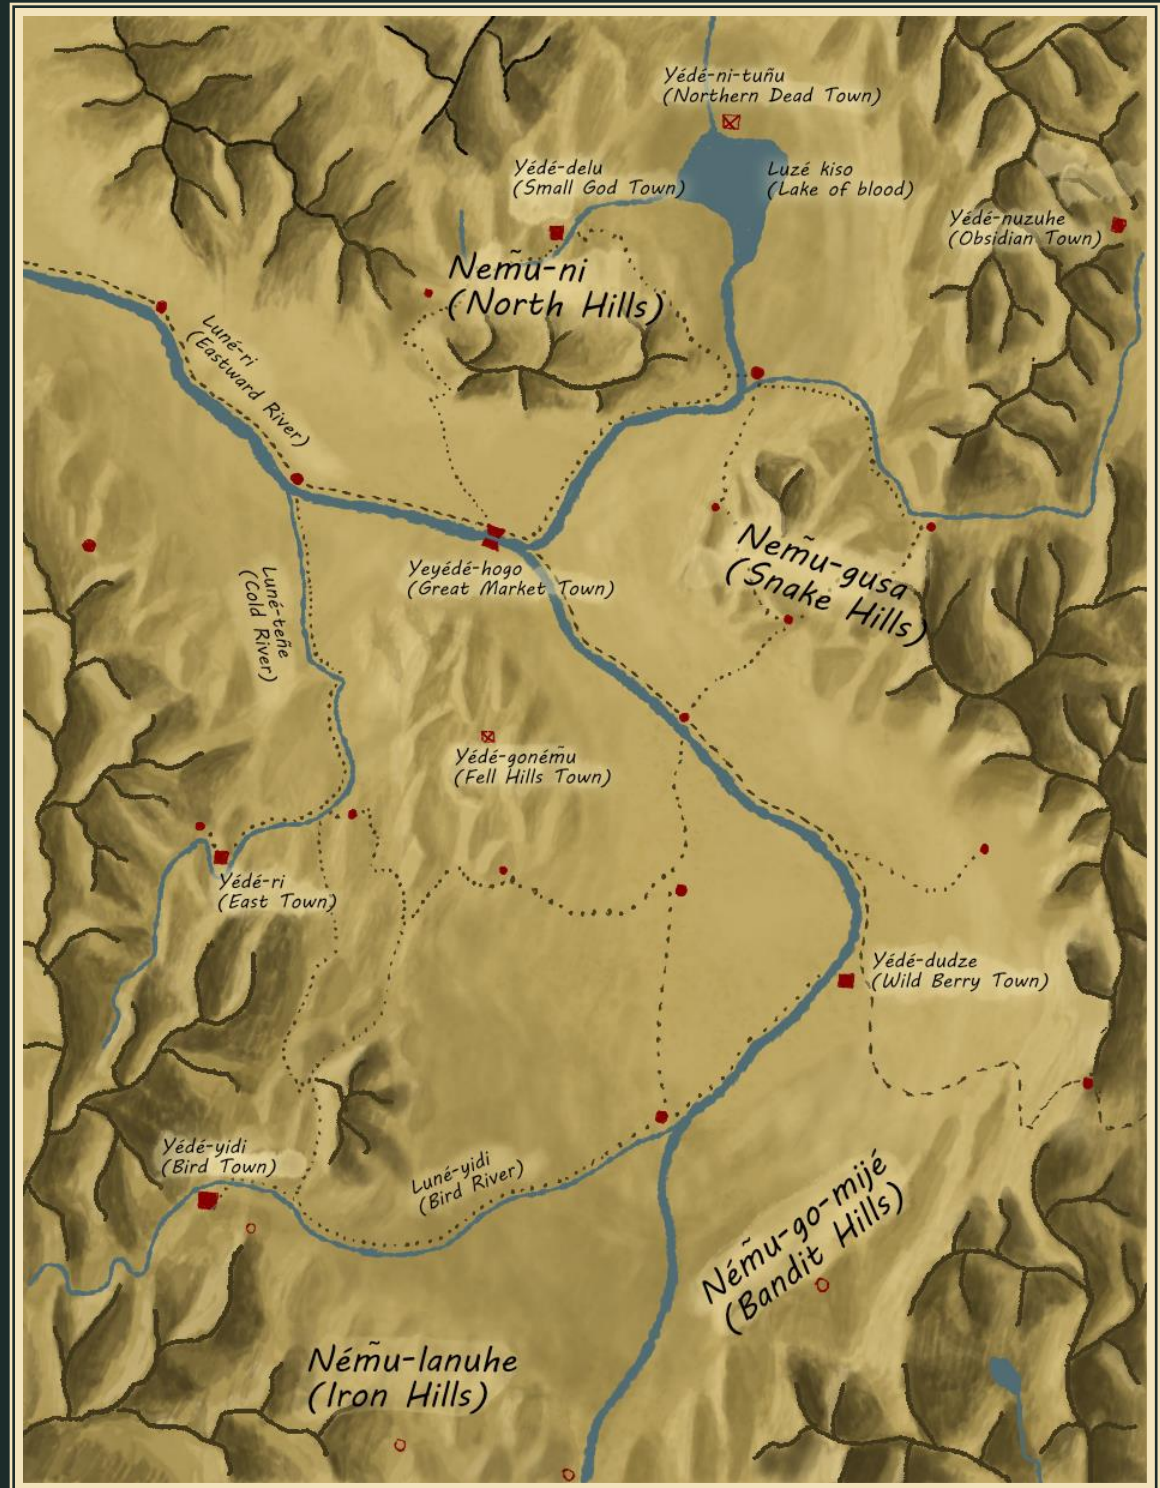 Yédé-ni-tuñu
(Northern Dead Town)
Yédé-delu
(Small God Town)
Luzé kiso
(Lake of blood)
Yédé-nuzuhe
(Obsidian Town)
Nem̃u-ni
(North Hills)
Luné-ri
(Eastward River)
Yeyédé-hogo
(Great Market Town)
Nem̃u-gusa
(Snake Hills)
Luné-teñe
(Cold River)
Yédé-goném̃u
(Fell Hills Town)
Yédé-ri
(East Town)
Yédé-dudze
(Wild Berry Town)
Yédé-yidi
(Bird Town)
Luné-yidi
(Bird River)
Ném̃u-go-mijé
(Bandit Hills)
Ném̃u-lanuhe
(Iron Hills)